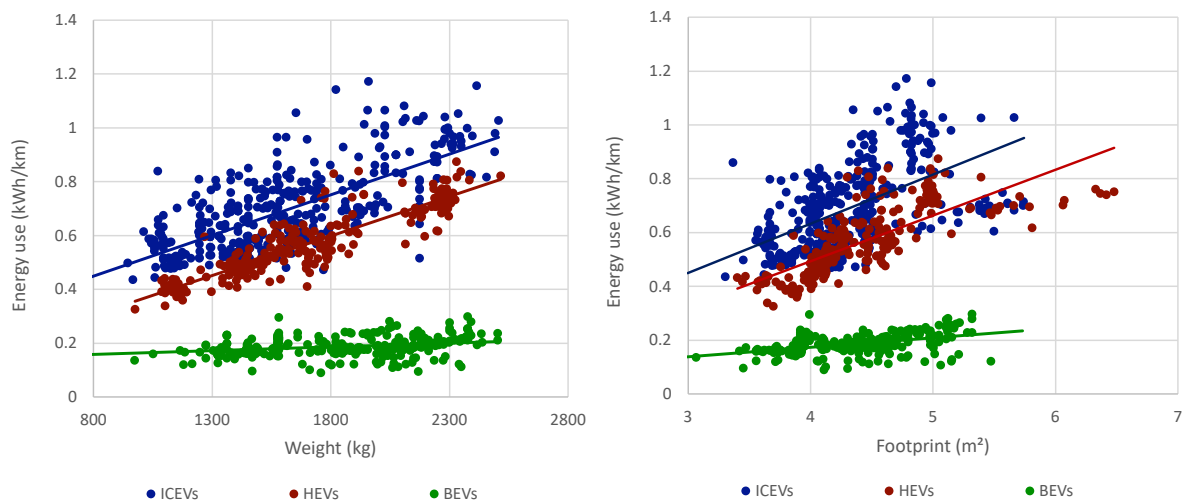 1.4
1.2
1
0.8
0.6
0.4
0.2
0
Energy use (kWh/km)
800 1300 1800 2300 2800
Weight (kg)
ICEVs HEVs BEVs
1.4
1.2
1
0.8
0.6
0.4
0.2
0
Energy use (kWh/km)
3 4 5 6 7
Footprint (m²)
ICEVs HEVs BEVs